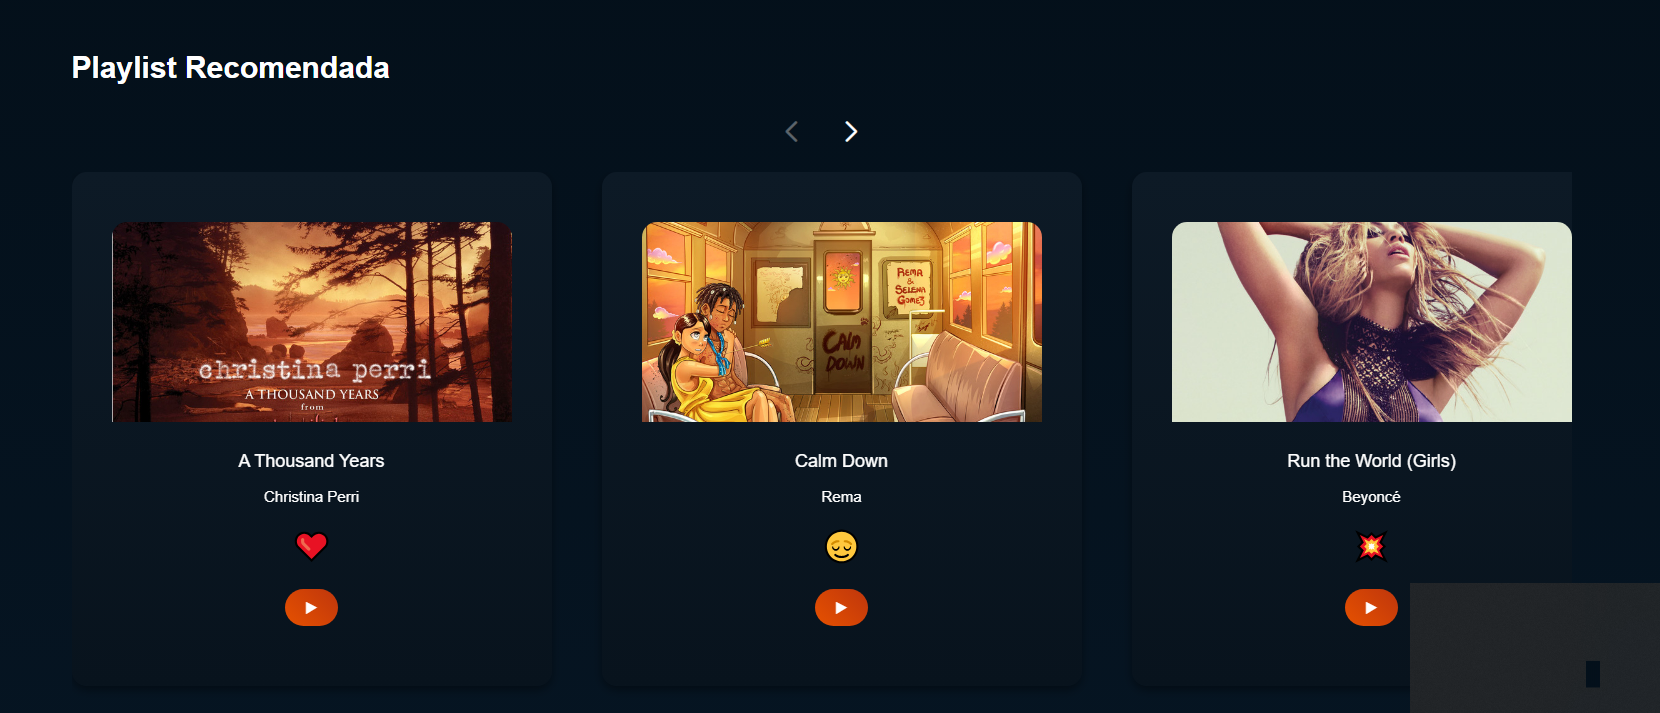 Playlist Recomendada
christina perri
A THOUSAND YEARS
from
REMA
&
SELENA
GOMEZ
CALM
DOWN
A Thousand Years
Christina Perri
Calm Down
Rema
Run the World (Girls)
Beyoncé